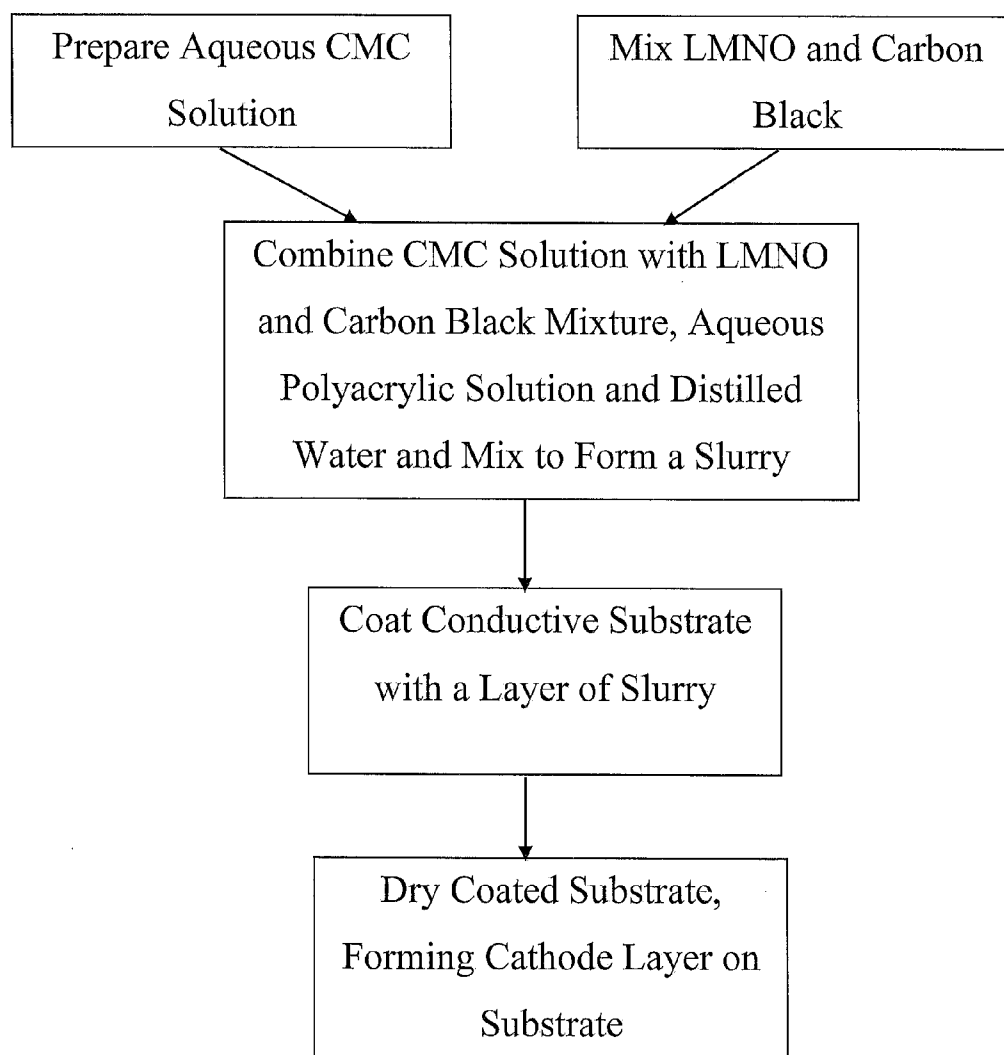 Prepare Aqueous CMC
Solution
Mix LMNO and Carbon
Black
Combine CMC Solution with LMNO
and Carbon Black Mixture, Aqueous
Polyacrylic Solution and Distilled
Water and Mix to Form a Slurry
Coat Conductive Substrate
with a Layer of Slurry
Dry Coated Substrate,
Forming Cathode Layer on
Substrate